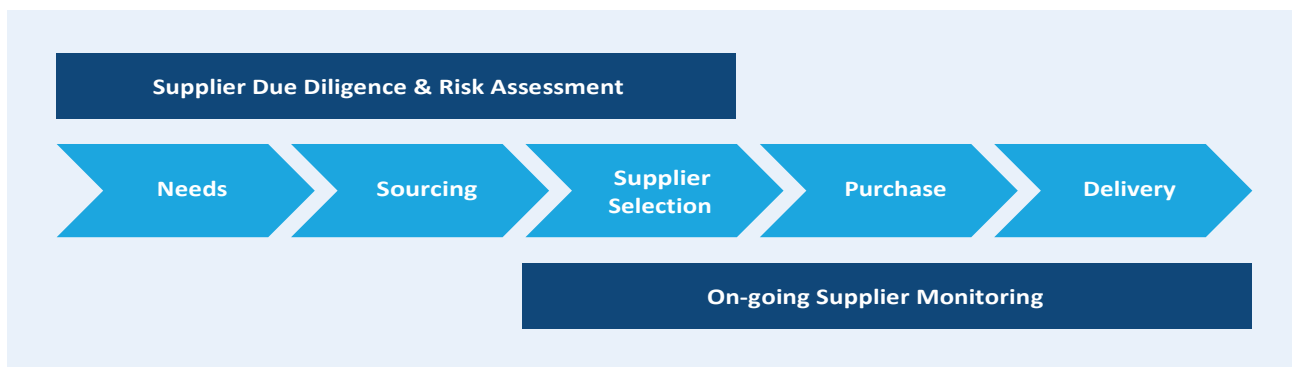 Supplier Due Diligence & Risk Assessment
Needs
Sourcing
Supplier
Selection
Purchase
Delivery
On-going Supplier Monitoring